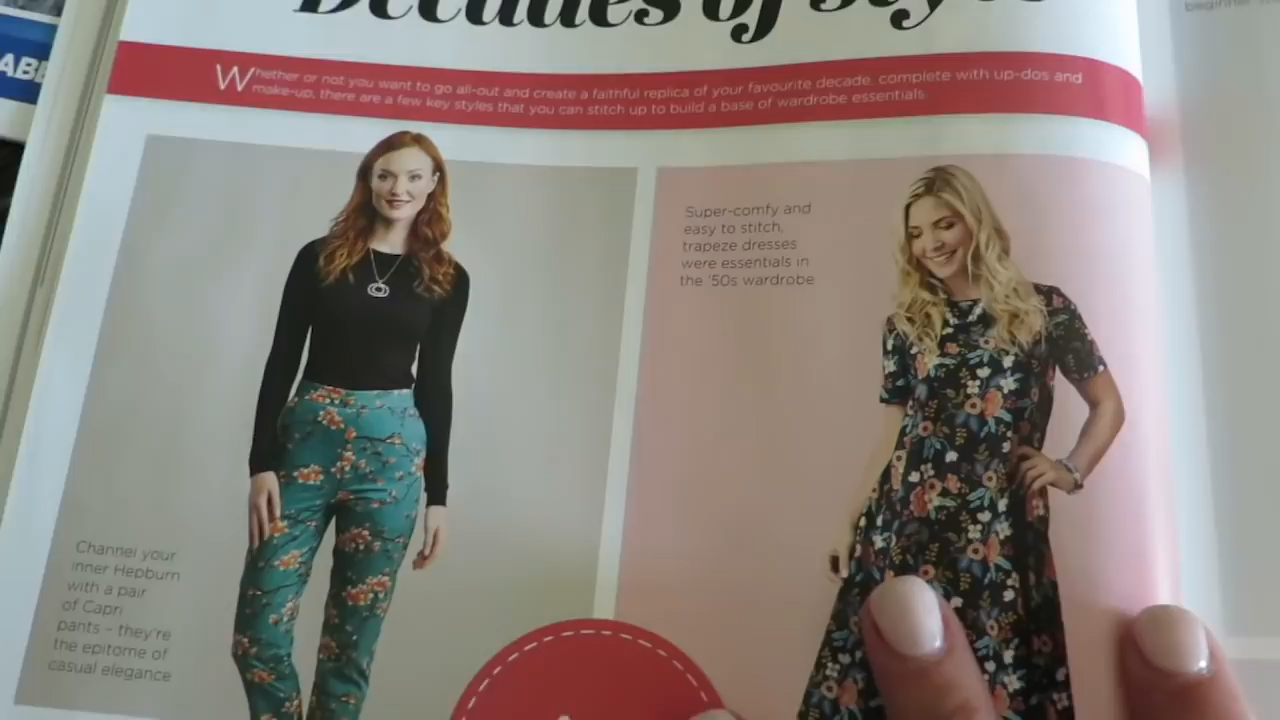 Decades of Style
Whether or not you want to go all-out and create a faithful replica of your favourite decade, complete with up-dos and
make-up, there are a few key styles that you can stitch up to build a base of wardrobe essentials
Super-comfy and
easy to stitch,
trapeze dresses
were essentials in
the '50s wardrobe
Channel your
inner Hepburn
with a pair
of Capri
pants – they're
the epitome of
casual elegance